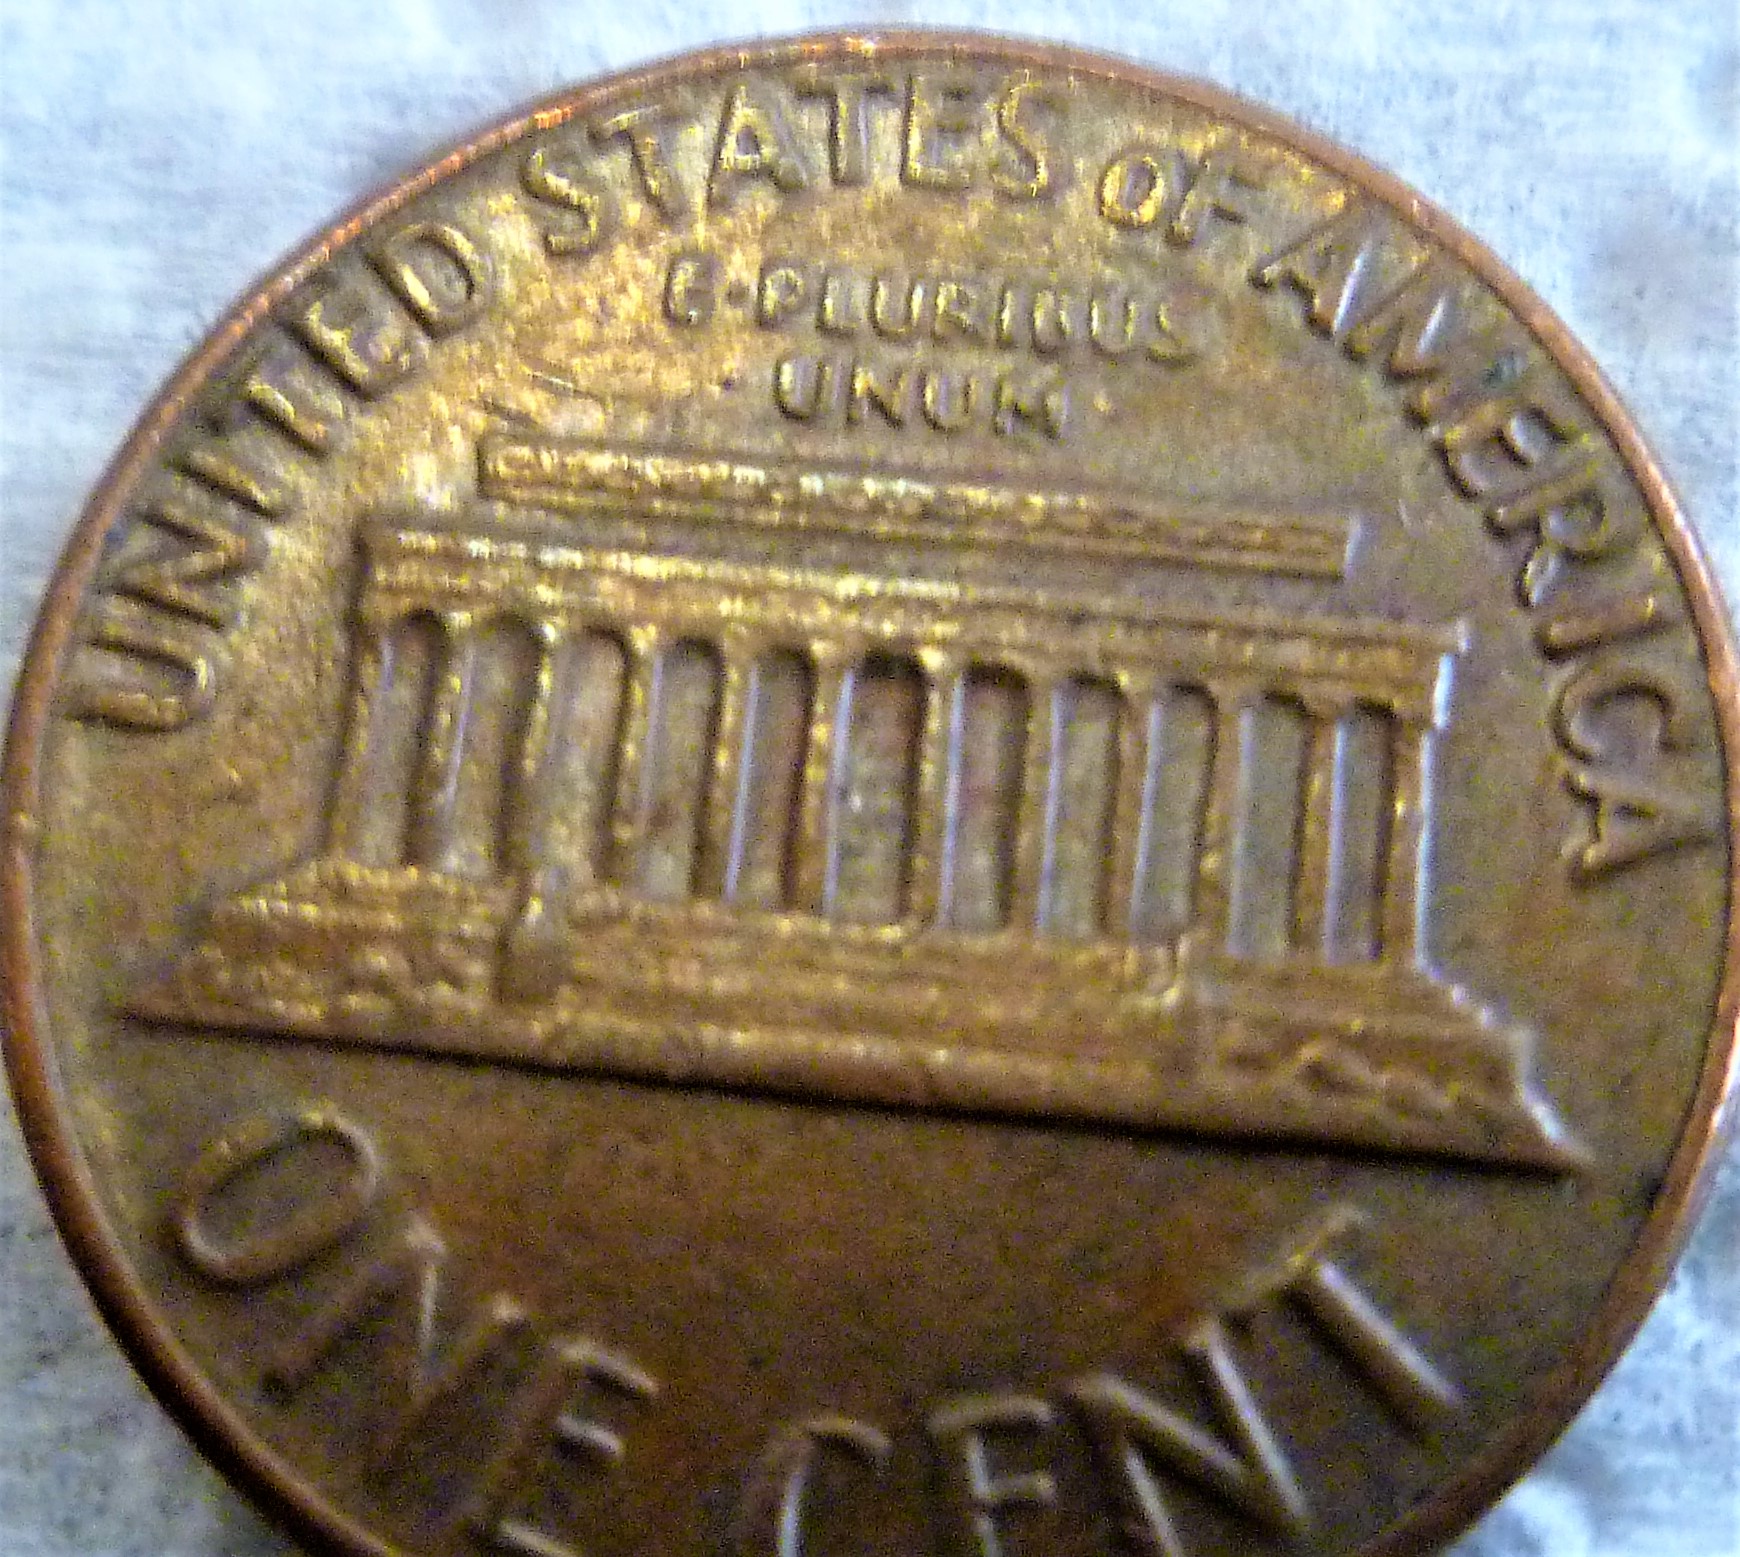 UNITED STATES OF AMERICA
E·PLURIBUS
UNUM
ONE CENT